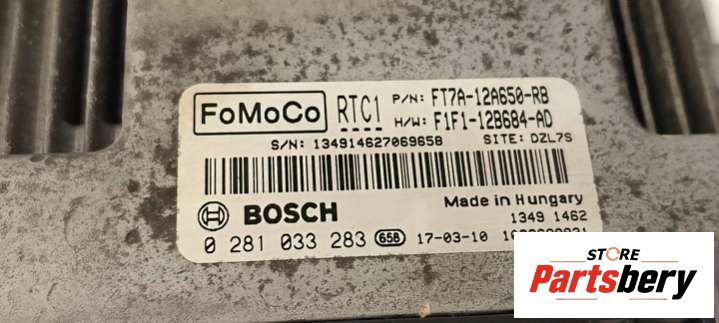 FoMoCo RTC1 P/N: FT7A-12A650-RB
H/W: F1F1-12B684-AD
S/N: 134914627069658 SITE: DZL7S
BOSCH Made in Hungary
1349 1462
0 281 033 283 658 17-03-10
STORE
Partsbery